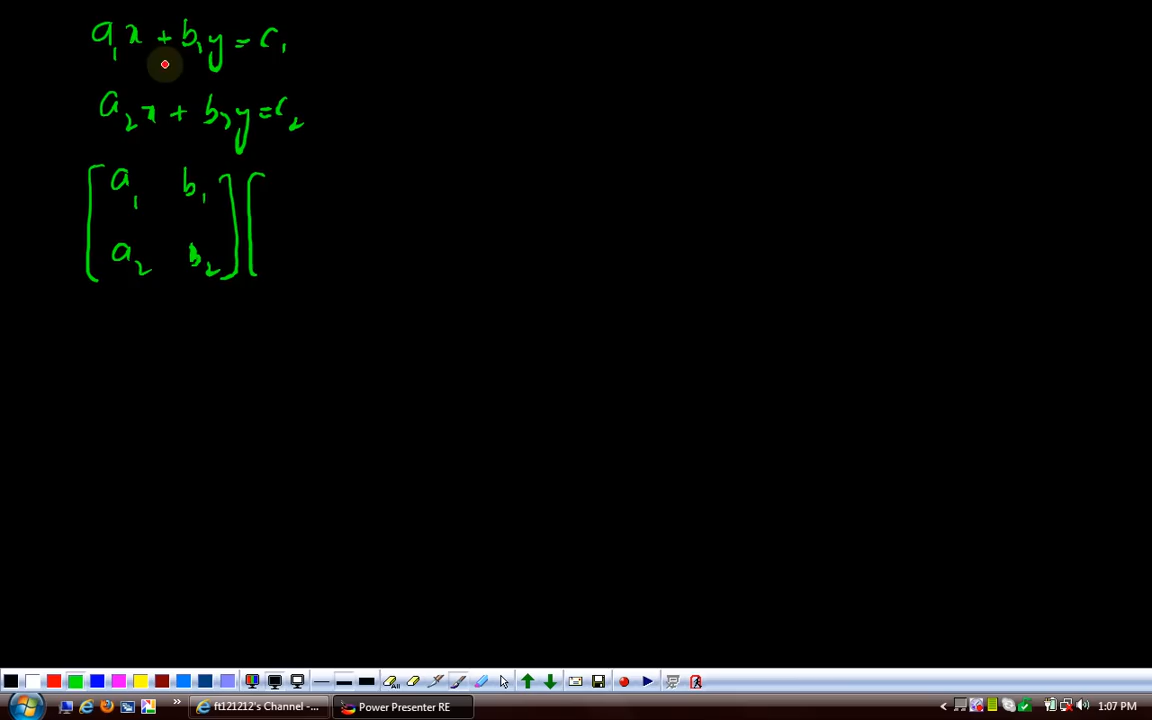 a₁x + b₁y = c₁
a₂x + b₂y = c₂
[ a₁ b₁ ] [
a₂ b₂
ft121212's Channel -... Power Presenter RE 1:07 PM